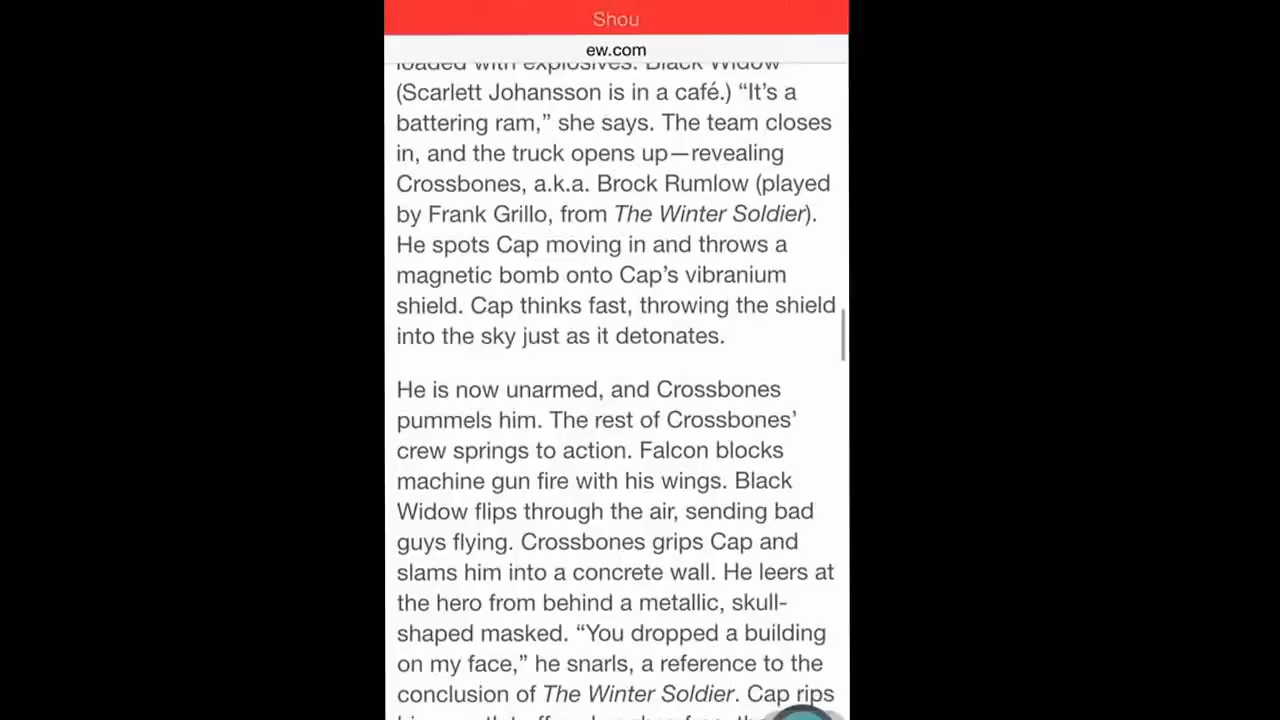 Shou
ew.com
loaded with explosives. Black Widow
(Scarlett Johansson is in a café.) “It’s a
battering ram,” she says. The team closes
in, and the truck opens up—revealing
Crossbones, a.k.a. Brock Rumlow (played
by Frank Grillo, from The Winter Soldier).
He spots Cap moving in and throws a
magnetic bomb onto Cap’s vibranium
shield. Cap thinks fast, throwing the shield
into the sky just as it detonates.
He is now unarmed, and Crossbones
pummels him. The rest of Crossbones’
crew springs to action. Falcon blocks
machine gun fire with his wings. Black
Widow flips through the air, sending bad
guys flying. Crossbones grips Cap and
slams him into a concrete wall. He leers at
the hero from behind a metallic, skull-
shaped masked. “You dropped a building
on my face,” he snarls, a reference to the
conclusion of The Winter Soldier. Cap rips